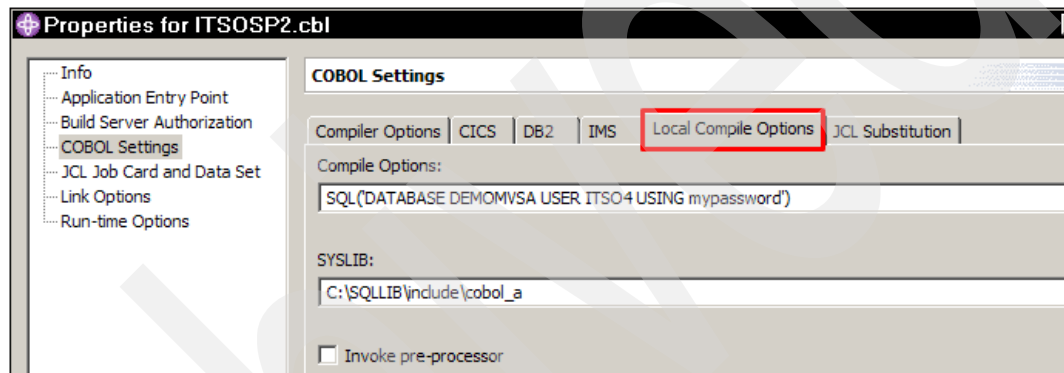 Properties for ITSOSP2.cbl
Info
Application Entry Point
Build Server Authorization
COBOL Settings
JCL Job Card and Data Set
Link Options
Run-time Options
COBOL Settings
Compiler Options CICS DB2 IMS Local Compile Options JCL Substitution
Compile Options:
SQL('DATABASE DEMOMVSA USER ITSO4 USING mypassword')
SYSLIB:
C:\SQLLIB\include\cobol_a
Invoke pre-processor